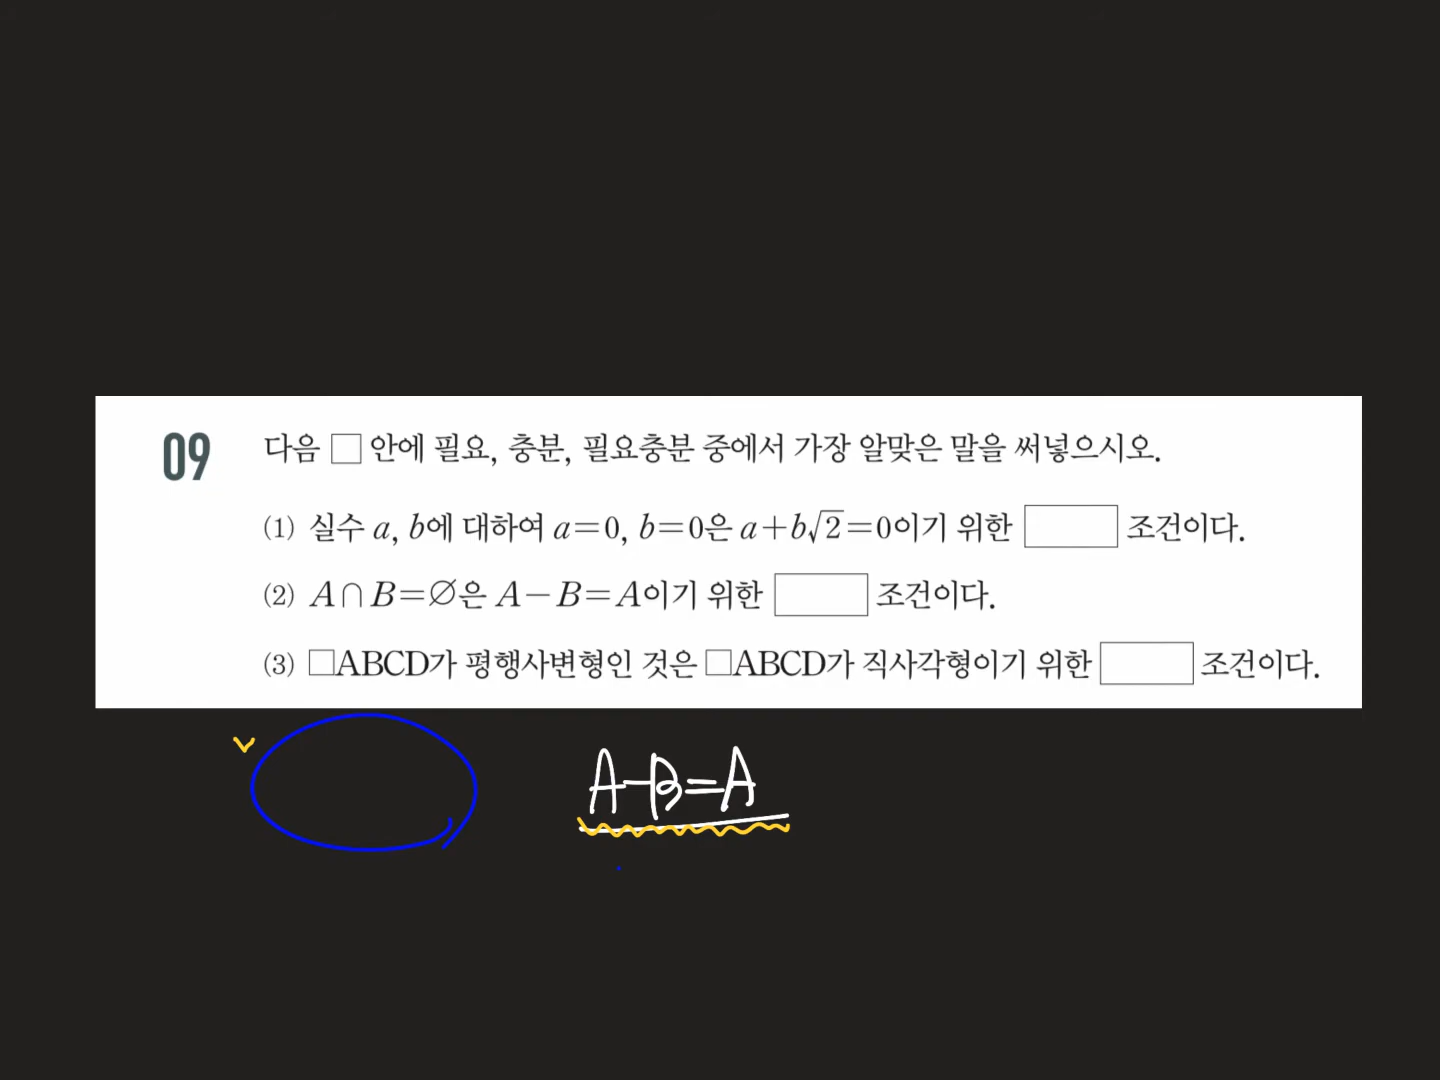 09 다음 □ 안에 필요, 충분, 필요충분 중에서 가장 알맞은 말을 써넣으시오.
(1) 실수 a, b에 대하여 a=0, b=0은 a+b√2=0이기 위한 □ 조건이다.
(2) A∩B=∅은 A-B=A이기 위한 □ 조건이다.
(3) □ABCD가 평행사변형인 것은 □ABCD가 직사각형이기 위한 □ 조건이다.
A-B=A